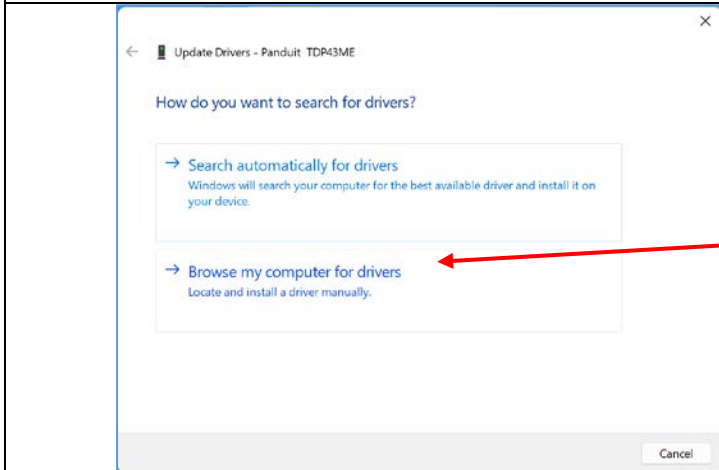 Update Drivers - Panduit TDP43ME
How do you want to search for drivers?
Search automatically for drivers
Windows will search your computer for the best available driver and install it on
your device.
Browse my computer for drivers
Locate and install a driver manually.
Cancel